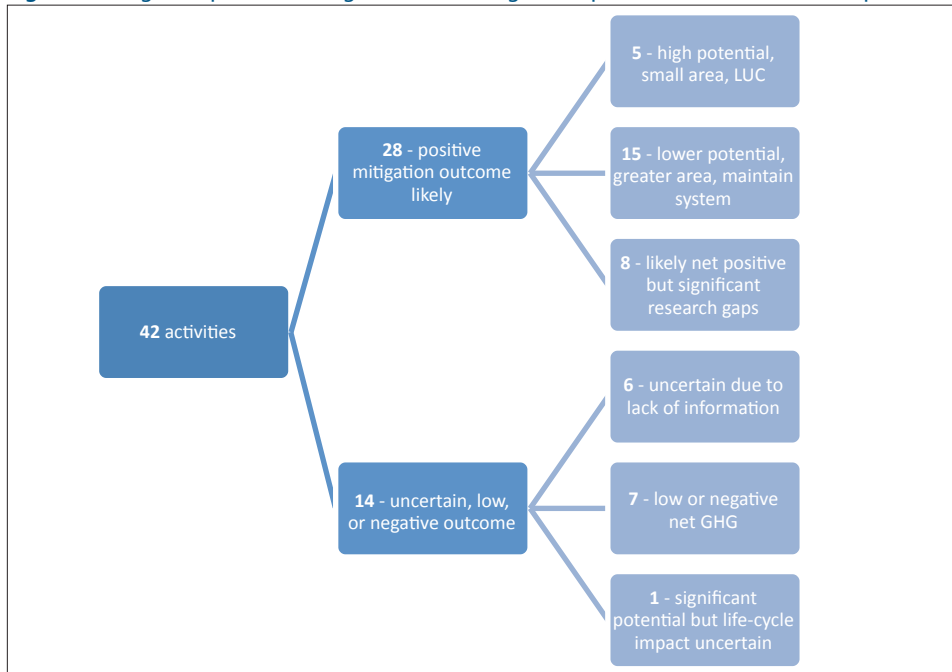 42 activities
28 - positive
mitigation outcome
likely
14 - uncertain, low,
or negative outcome
5 - high potential,
small area, LUC
15 - lower potential,
greater area, maintain
system
8 - likely net positive
but significant
research gaps
6 - uncertain due to
lack of information
7 - low or negative
net GHG
1 - significant
potential but life-cycle
impact uncertain